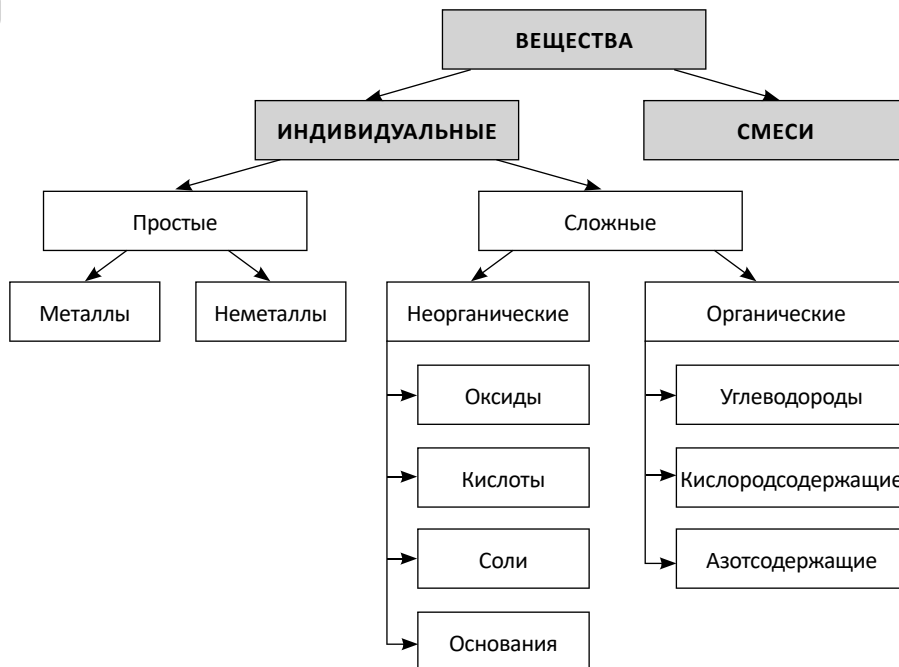 ВЕЩЕСТВА
ИНДИВИДУАЛЬНЫЕ
СМЕСИ
Простые
Сложные
Металлы
Неметаллы
Неорганические
Органические
Оксиды
Углеводороды
Кислоты
Кислородсодержащие
Соли
Азотсодержащие
Основания